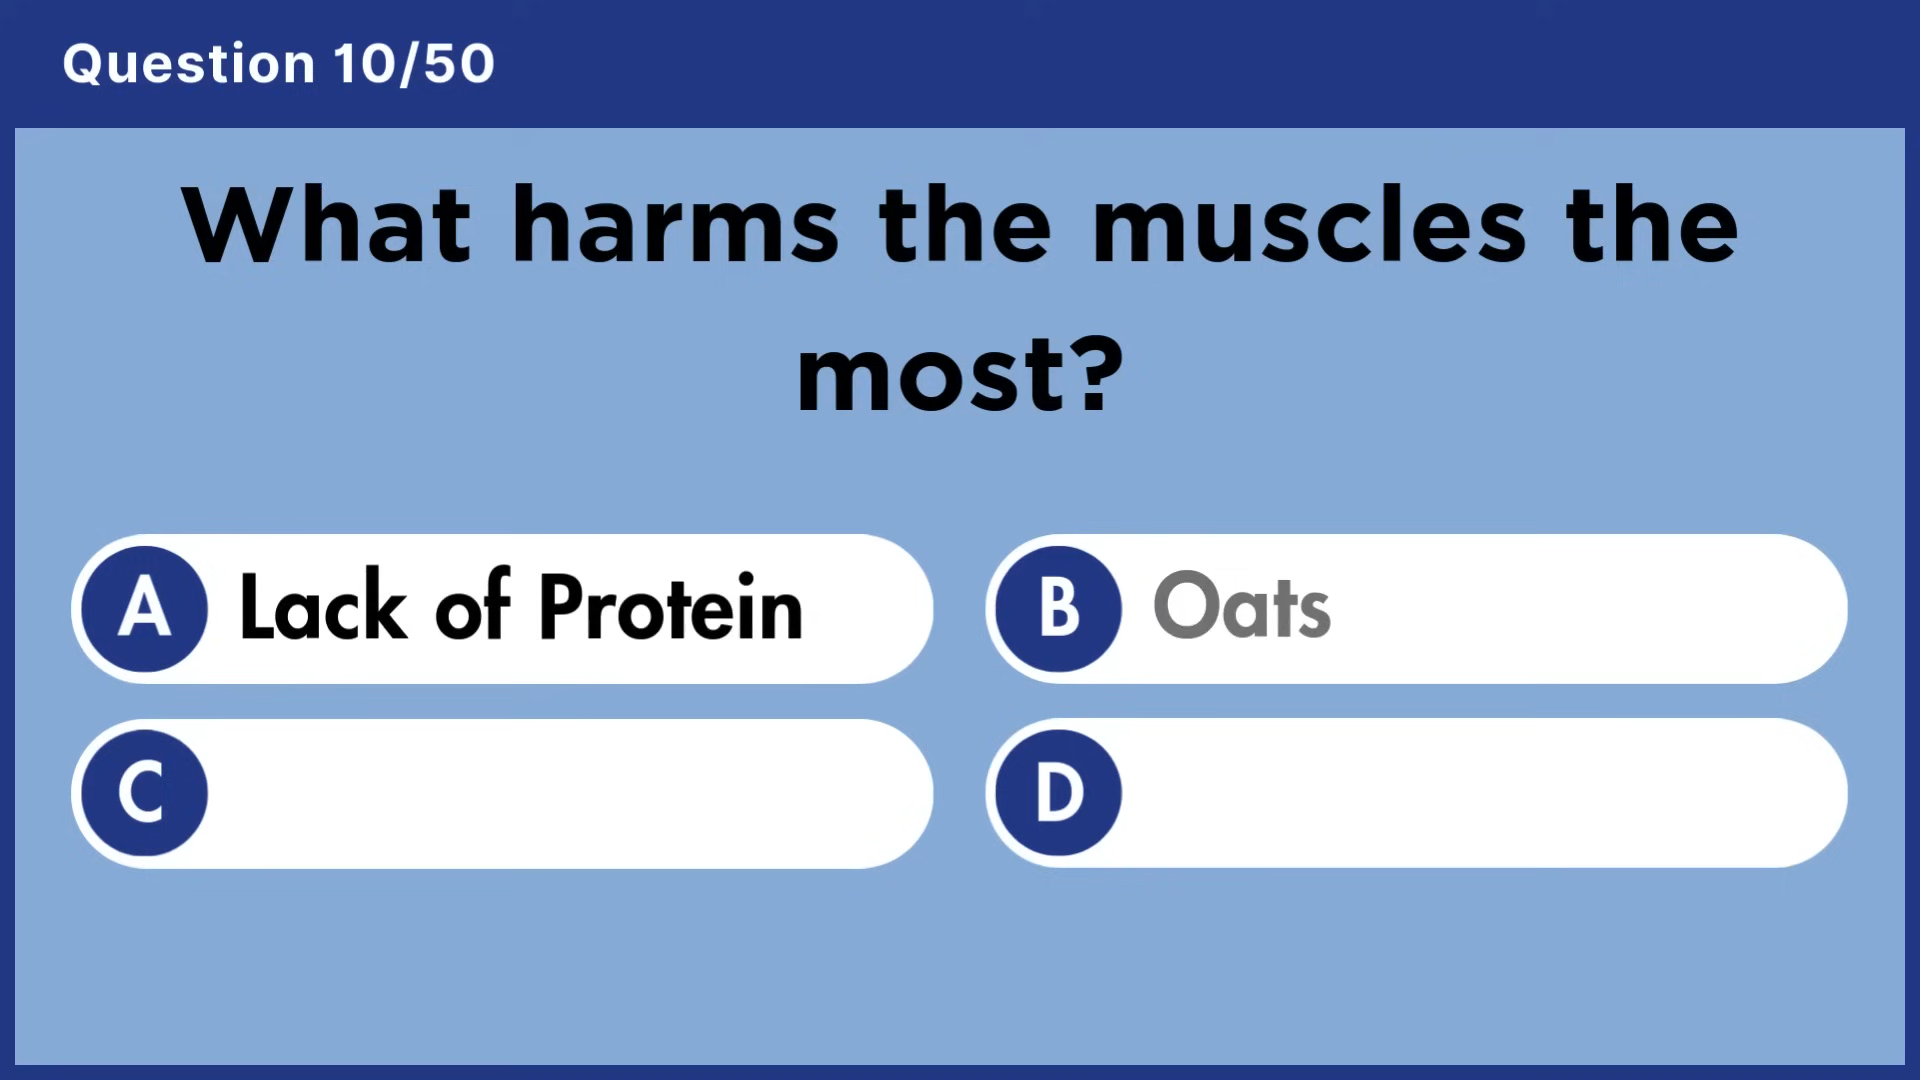 Question 10/50
What harms the muscles the
most?
A Lack of Protein
B Oats
C
D